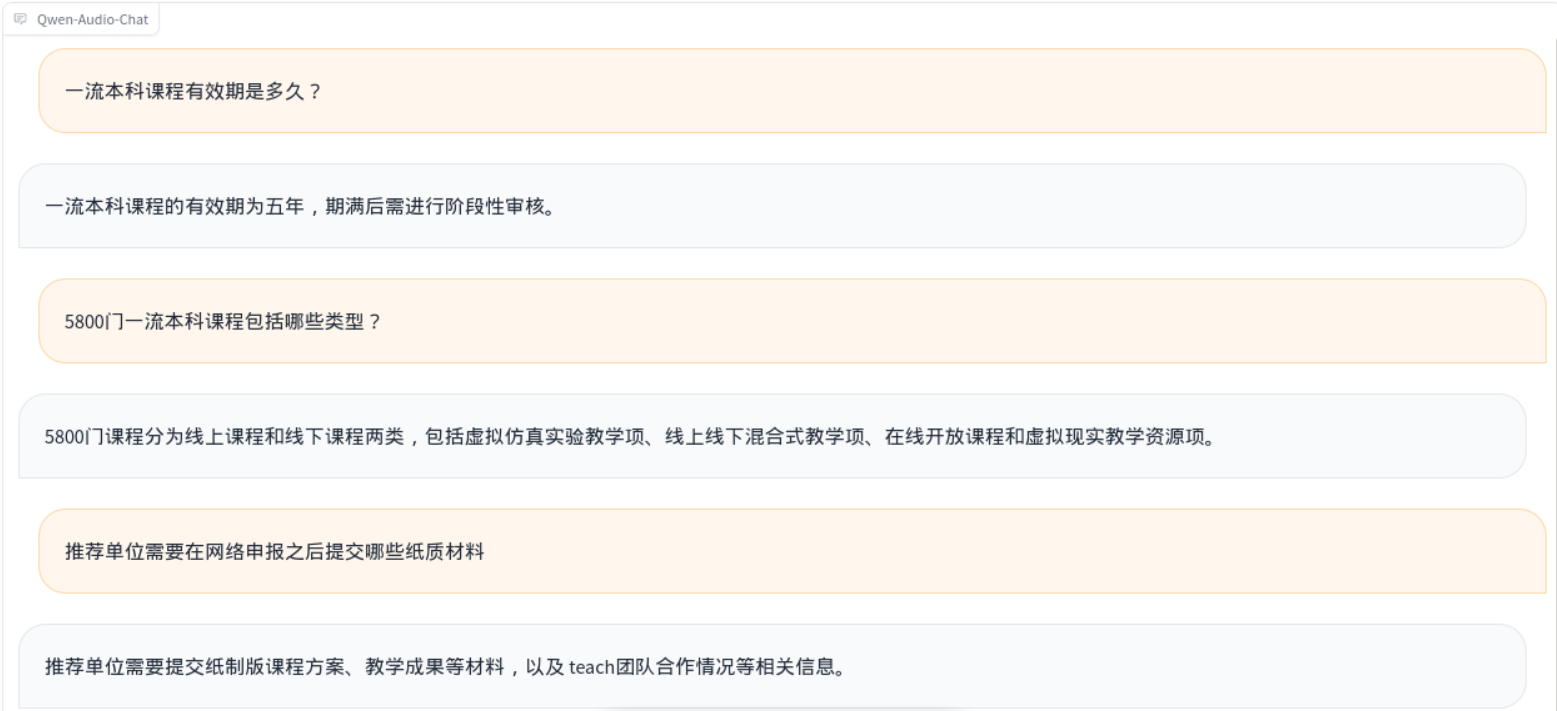 Qwen-Audio-Chat
一流本科课程有效期是多久？
一流本科课程的有效期为五年，期满后需进行阶段性审核。
5800门一流本科课程包括哪些类型？
5800门课程分为线上课程和线下课程两类，包括虚拟仿真实验教学项、线上线下混合式教学项、在线开放课程和虚拟现实教学资源项。
推荐单位需要在网络申报之后提交哪些纸质材料
推荐单位需要提交纸制版课程方案、教学成果等材料，以及 teach团队合作情况等相关信息。